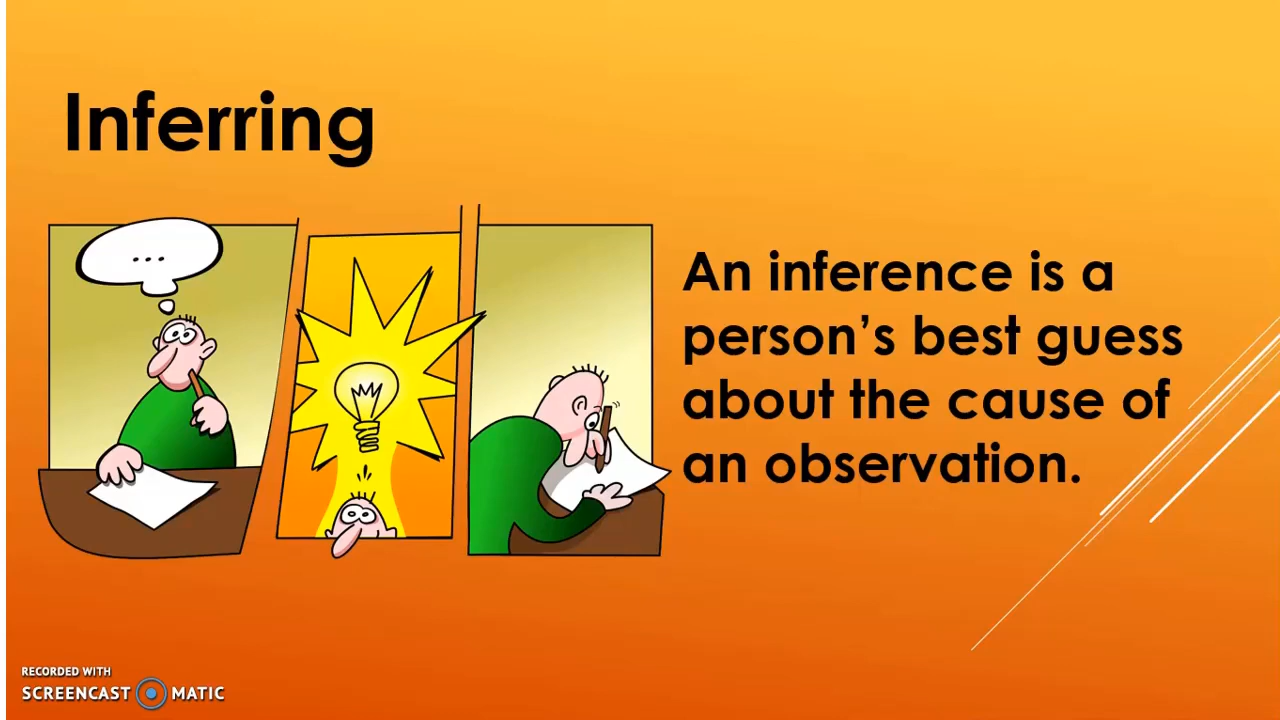 Inferring
...
An inference is a
person’s best guess
about the cause of
an observation.
RECORDED WITH
SCREENCAST MATIC